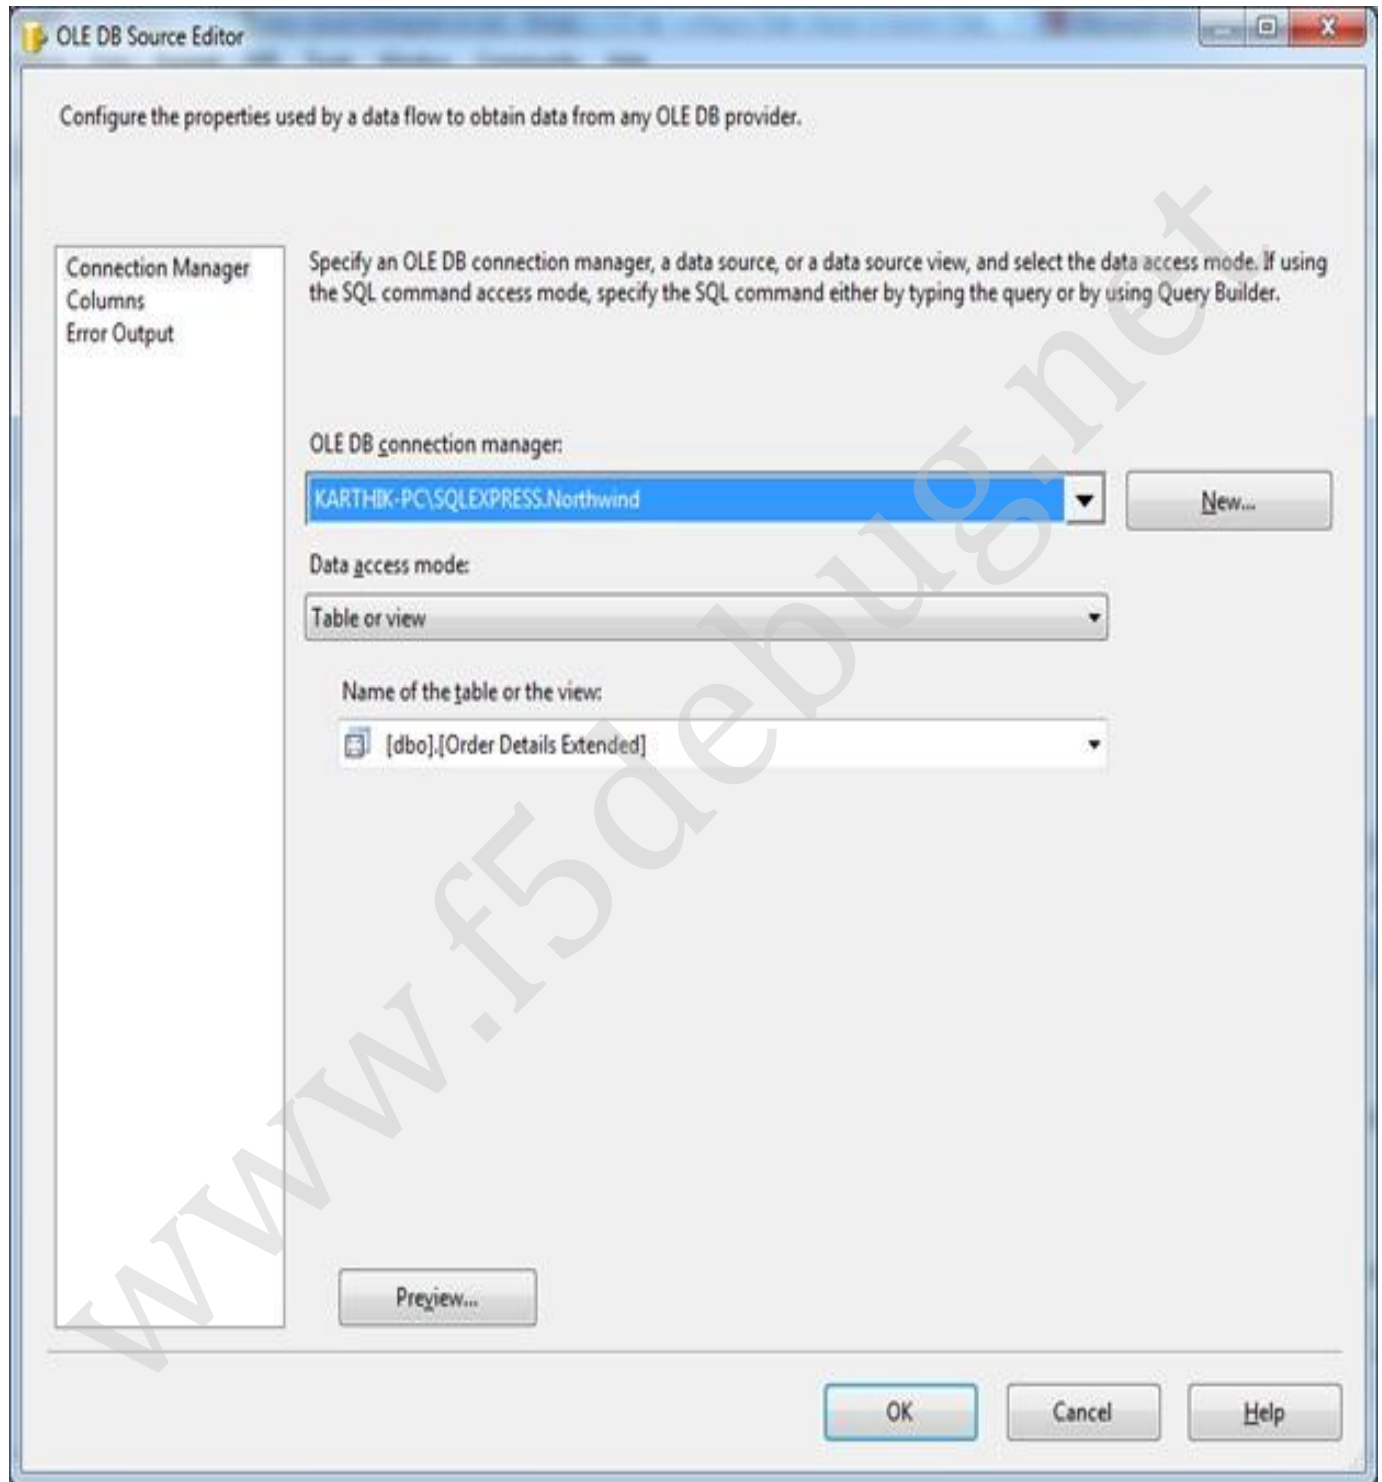 OLE DB Source Editor
Configure the properties used by a data flow to obtain data from any OLE DB provider.
Connection Manager
Columns
Error Output
Specify an OLE DB connection manager, a data source, or a data source view, and select the data access mode. If using
the SQL command access mode, specify the SQL command either by typing the query or by using Query Builder.
OLE DB connection manager:
KARTHIK-PC\SQLEXPRESS.Northwind
New...
Data access mode:
Table or view
Name of the table or the view:
[dbo].[Order Details Extended]
Preview...
OK
Cancel
Help
www.f5debug.net